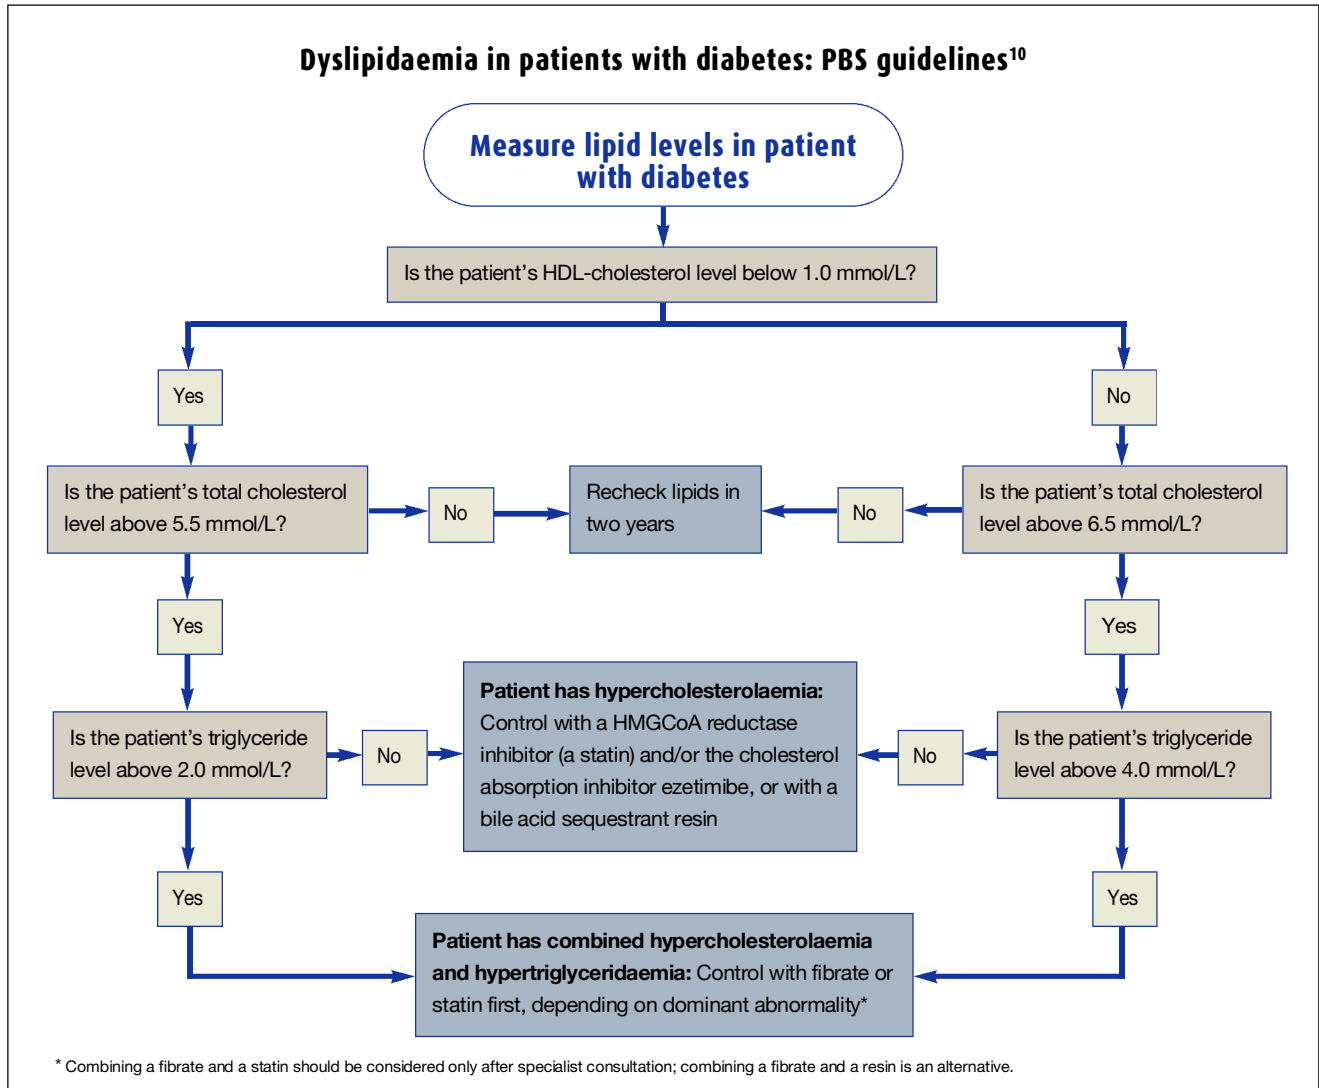 Dyslipidaemia in patients with diabetes: PBS guidelines¹⁰
Measure lipid levels in patient
with diabetes
Is the patient’s HDL-cholesterol level below 1.0 mmol/L?
Yes
No
Is the patient’s total cholesterol
level above 5.5 mmol/L?
No
Recheck lipids in
two years
No
Is the patient’s total cholesterol
level above 6.5 mmol/L?
Yes
Yes
Is the patient’s triglyceride
level above 2.0 mmol/L?
No
Patient has hypercholesterolaemia:
Control with a HMGCoA reductase
inhibitor (a statin) and/or the cholesterol
absorption inhibitor ezetimibe, or with a
bile acid sequestrant resin
No
Is the patient’s triglyceride
level above 4.0 mmol/L?
Yes
Yes
Patient has combined hypercholesterolaemia
and hypertriglyceridaemia: Control with fibrate or
statin first, depending on dominant abnormality*
* Combining a fibrate and a statin should be considered only after specialist consultation; combining a fibrate and a resin is an alternative.